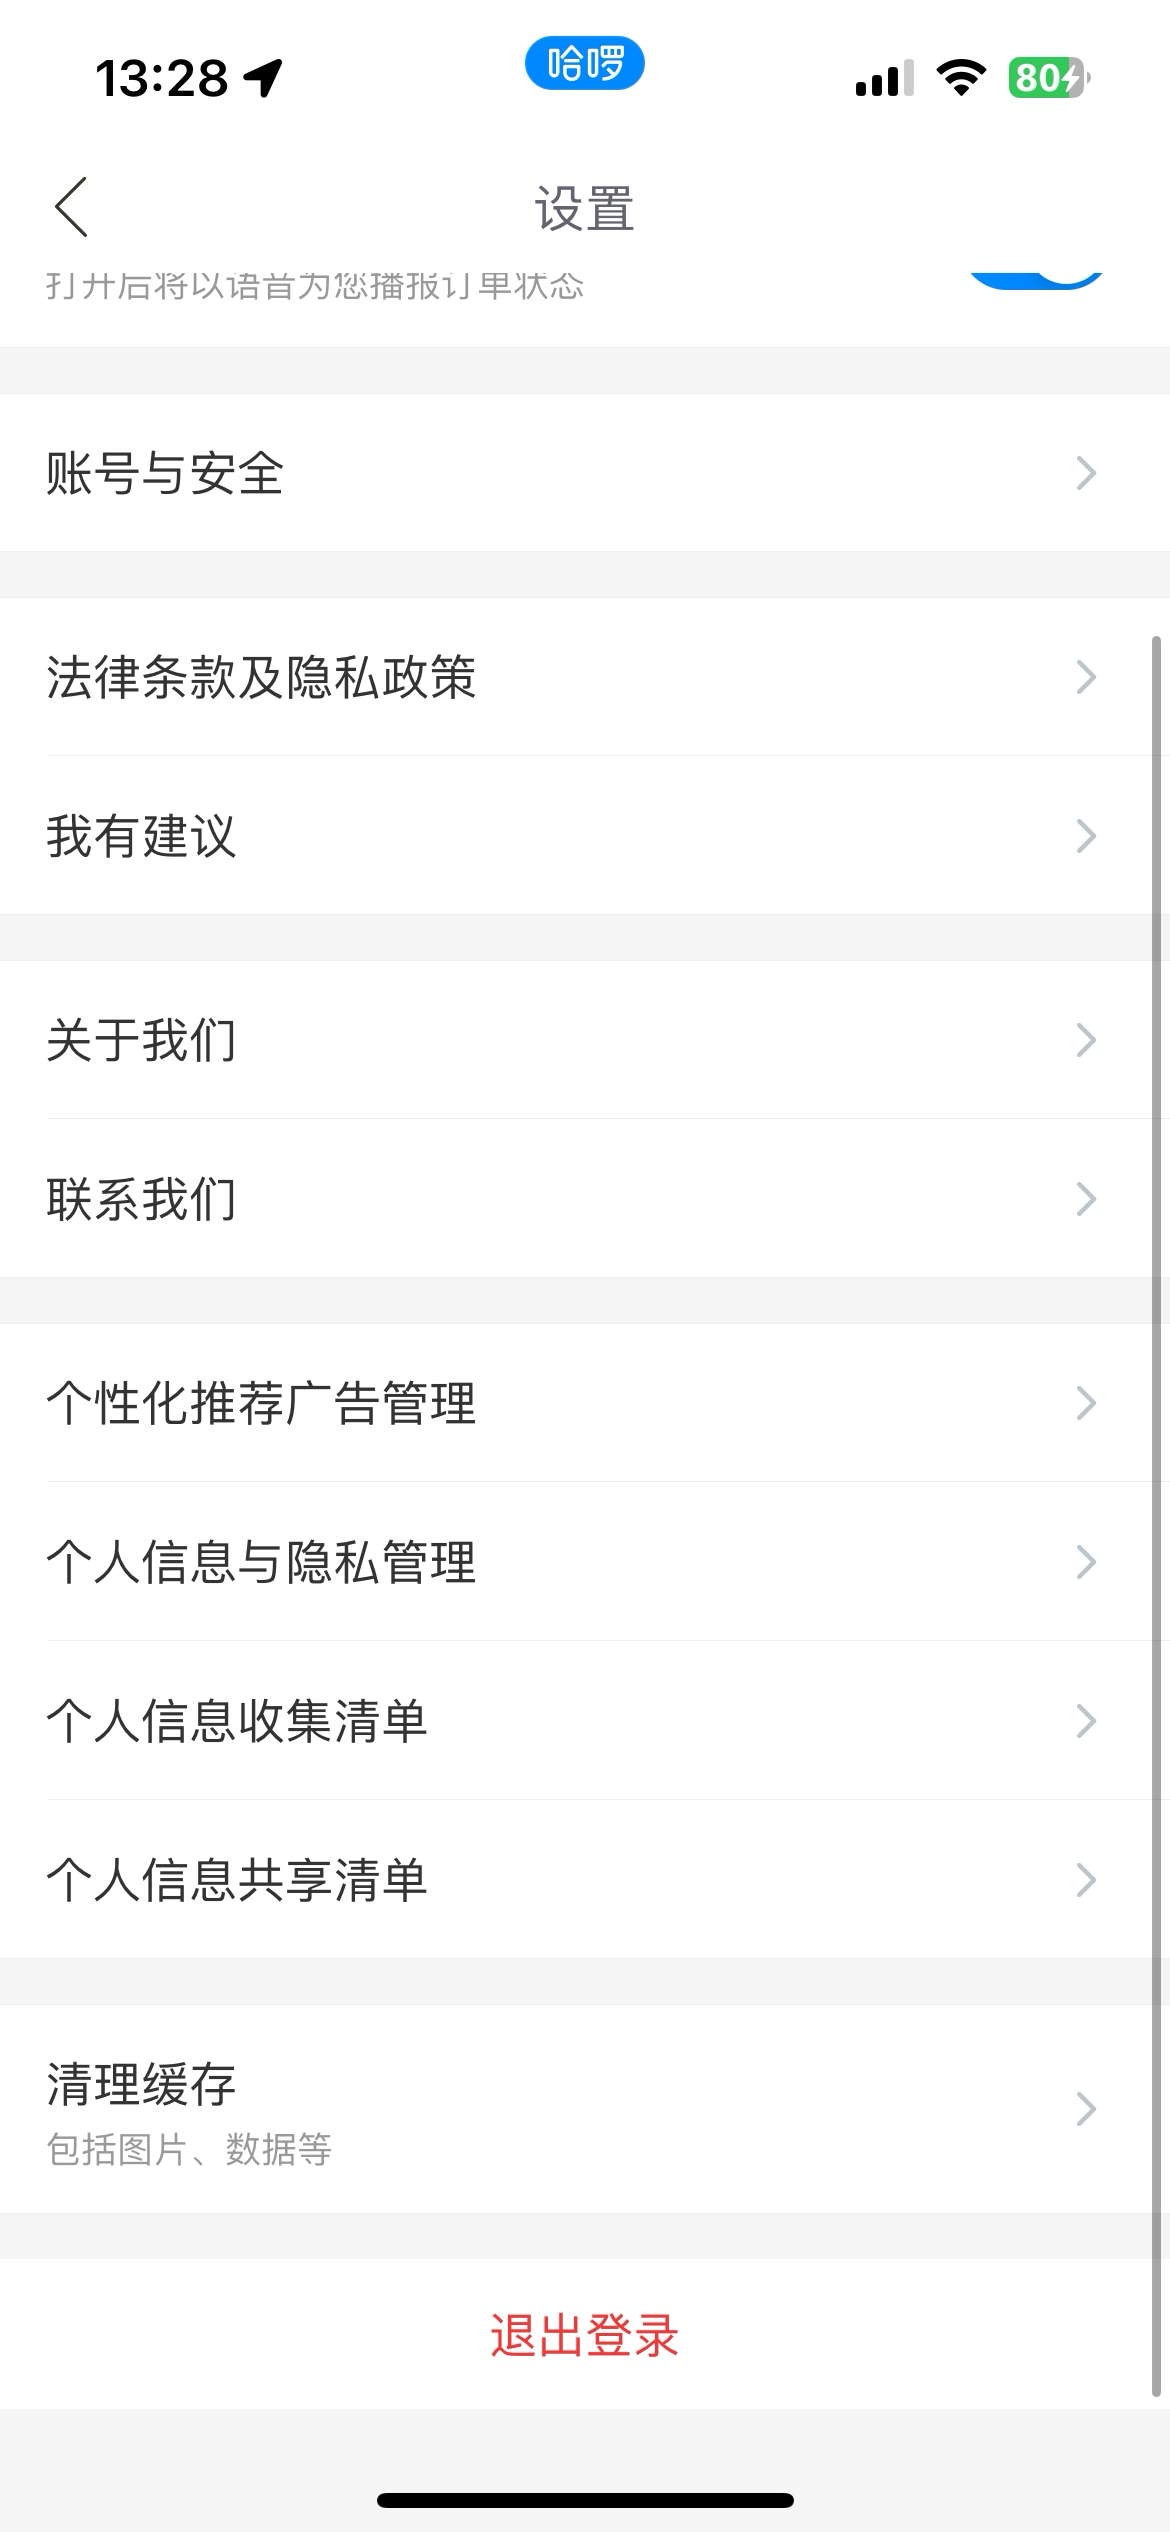 13:28
哈啰
80
设置
打开后将以语音为您播报订单状态
账号与安全
法律条款及隐私政策
我有建议
关于我们
联系我们
个性化推荐广告管理
个人信息与隐私管理
个人信息收集清单
个人信息共享清单
清理缓存
包括图片、数据等
退出登录